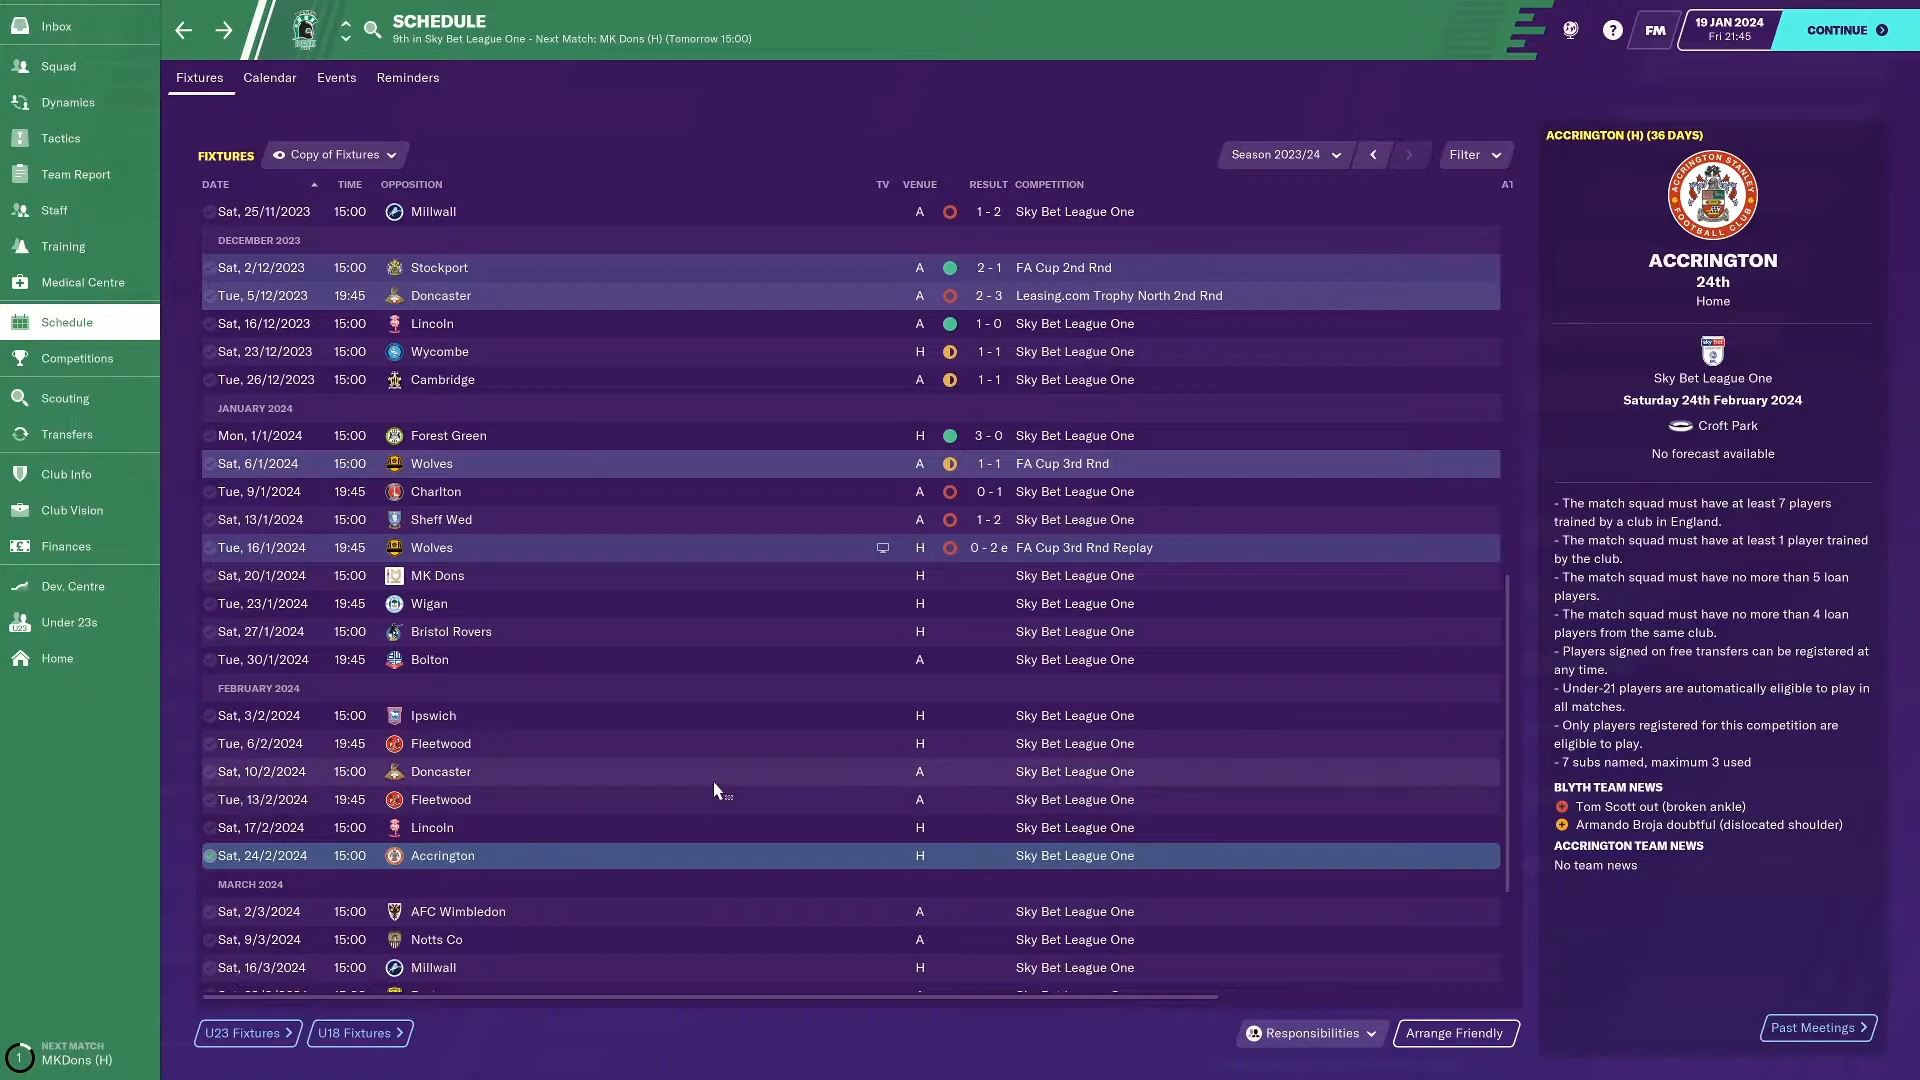 SCHEDULE
9th in Sky Bet League One - Next Match: MK Dons (H) (Tomorrow 15:00)
FM
19 JAN 2024
Fri 21:45
CONTINUE
Inbox
Squad
Dynamics
Tactics
Team Report
Staff
Training
Medical Centre
Schedule
Competitions
Scouting
Transfers
Club Info
Club Vision
Finances
Dev. Centre
Under 23s
Home
1
NEXT MATCH
MKDons (H)
Fixtures Calendar Events Reminders
FIXTURES Copy of Fixtures Season 2023/24 Filter
DATE TIME OPPOSITION TV VENUE RESULT COMPETITION
Sat, 25/11/2023 15:00 Millwall A 1 - 2 Sky Bet League One
DECEMBER 2023
Sat, 2/12/2023 15:00 Stockport A 2 - 1 FA Cup 2nd Rnd
Tue, 5/12/2023 19:45 Doncaster A 2 - 3 Leasing.com Trophy North 2nd Rnd
Sat, 16/12/2023 15:00 Lincoln A 1 - 0 Sky Bet League One
Sat, 23/12/2023 15:00 Wycombe H 1 - 1 Sky Bet League One
Tue, 26/12/2023 15:00 Cambridge A 1 - 1 Sky Bet League One
JANUARY 2024
Mon, 1/1/2024 15:00 Forest Green H 3 - 0 Sky Bet League One
Sat, 6/1/2024 15:00 Wolves A 1 - 1 FA Cup 3rd Rnd
Tue, 9/1/2024 19:45 Charlton A 0 - 1 Sky Bet League One
Sat, 13/1/2024 15:00 Sheff Wed A 1 - 2 Sky Bet League One
Tue, 16/1/2024 19:45 Wolves H 0 - 2 e FA Cup 3rd Rnd Replay
Sat, 20/1/2024 15:00 MK Dons H Sky Bet League One
Tue, 23/1/2024 19:45 Wigan H Sky Bet League One
Sat, 27/1/2024 15:00 Bristol Rovers H Sky Bet League One
Tue, 30/1/2024 19:45 Bolton A Sky Bet League One
FEBRUARY 2024
Sat, 3/2/2024 15:00 Ipswich H Sky Bet League One
Tue, 6/2/2024 19:45 Fleetwood H Sky Bet League One
Sat, 10/2/2024 15:00 Doncaster A Sky Bet League One
Tue, 13/2/2024 19:45 Fleetwood A Sky Bet League One
Sat, 17/2/2024 15:00 Lincoln H Sky Bet League One
Sat, 24/2/2024 15:00 Accrington H Sky Bet League One
MARCH 2024
Sat, 2/3/2024 15:00 AFC Wimbledon A Sky Bet League One
Sat, 9/3/2024 15:00 Notts Co A Sky Bet League One
Sat, 16/3/2024 15:00 Millwall H Sky Bet League One
U23 Fixtures U18 Fixtures Responsibilities Arrange Friendly
ACCRINGTON (H) (36 DAYS)
ACCRINGTON STANLEY
FOOTBALL CLUB
ACCRINGTON
24th
Home
sky bet
Sky Bet League One
Saturday 24th February 2024
Croft Park
No forecast available
- The match squad must have at least 7 players
trained by a club in England.
- The match squad must have at least 1 player trained
by the club.
- The match squad must have no more than 5 loan
players.
- The match squad must have no more than 4 loan
players from the same club.
- Players signed on free transfers can be registered at
any time.
- Under-21 players are automatically eligible to play in
all matches.
- Only players registered for this competition are
eligible to play.
- 7 subs named, maximum 3 used
BLYTH TEAM NEWS
Tom Scott out (broken ankle)
Armando Broja doubtful (dislocated shoulder)
ACCRINGTON TEAM NEWS
No team news
Past Meetings